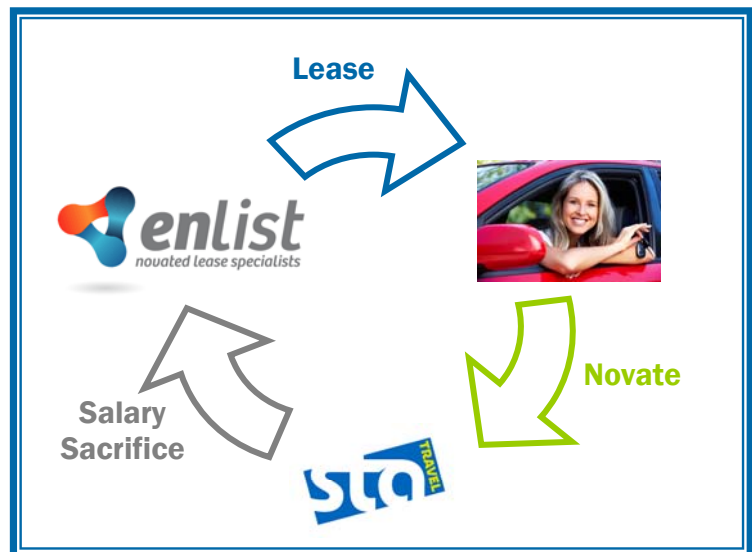 Lease
enlist
novated lease specialists
Novate
Salary
Sacrifice
sta
TRAVEL